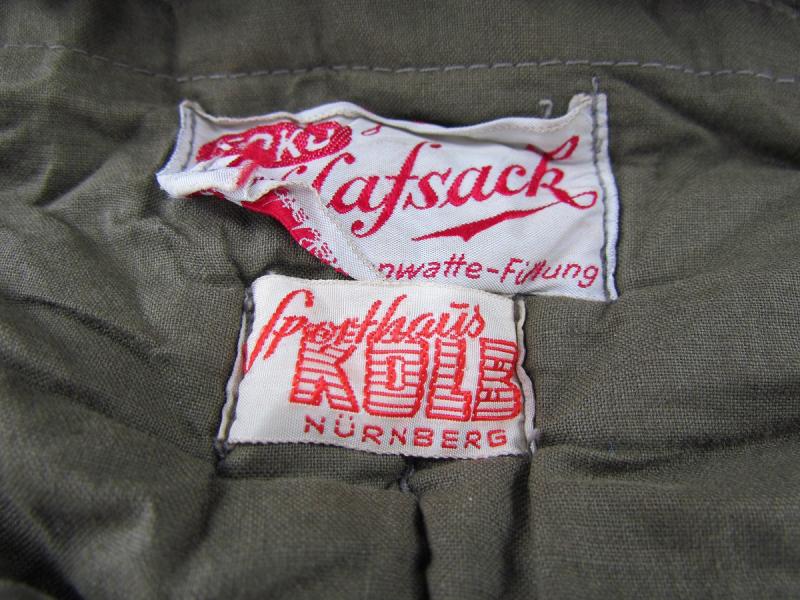 lafsack
nwatte-Füllung
Sporthaus
KOLB
NÜRNBERG